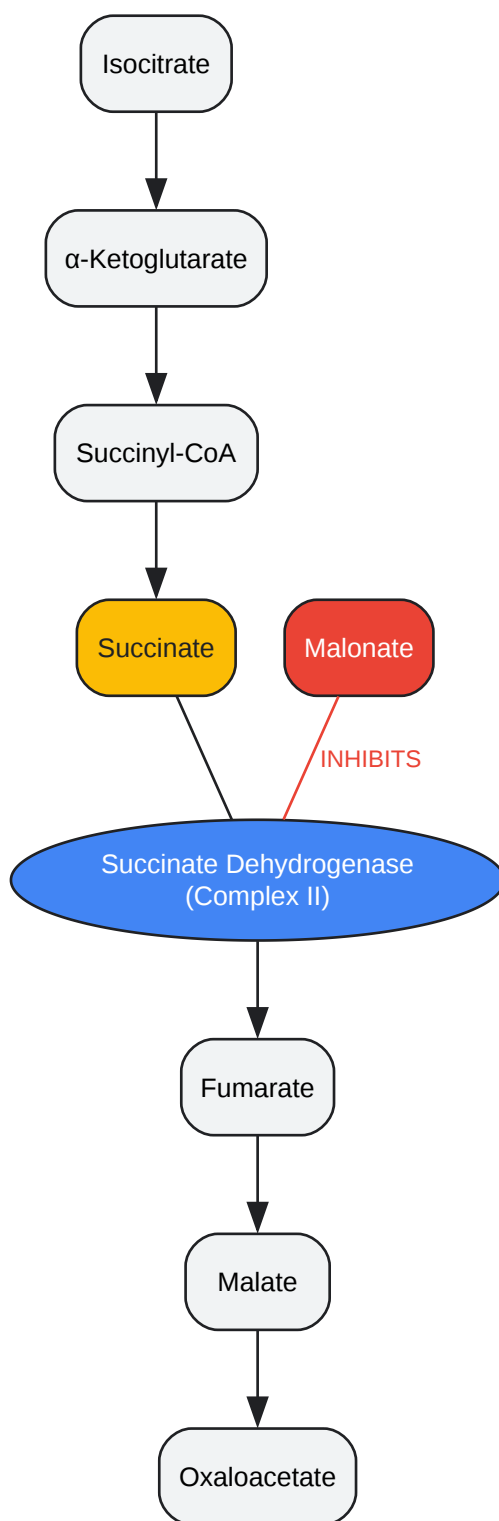 Isocitrate
α-Ketoglutarate
Succinyl-CoA
Succinate
Malonate
INHIBITS
Succinate Dehydrogenase
(Complex II)
Fumarate
Malate
Oxaloacetate